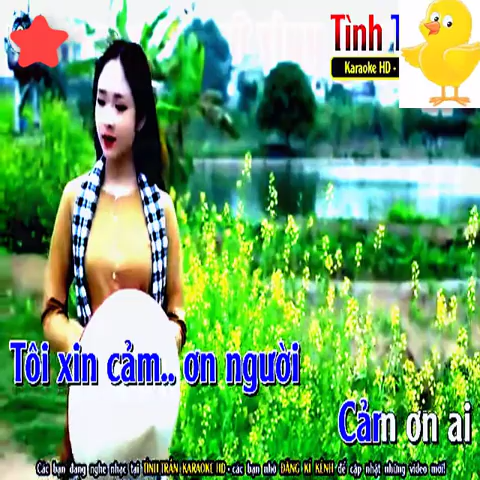 Tình T
Karaoke HD -
Tôi xin cảm.. ơn người
Cảm ơn ai
Các bạn đang nghe nhạc tại TÌNH TRẦN KARAOKE HD - các bạn nhớ ĐĂNG KÍ KÊNH để cập nhật những video mới!